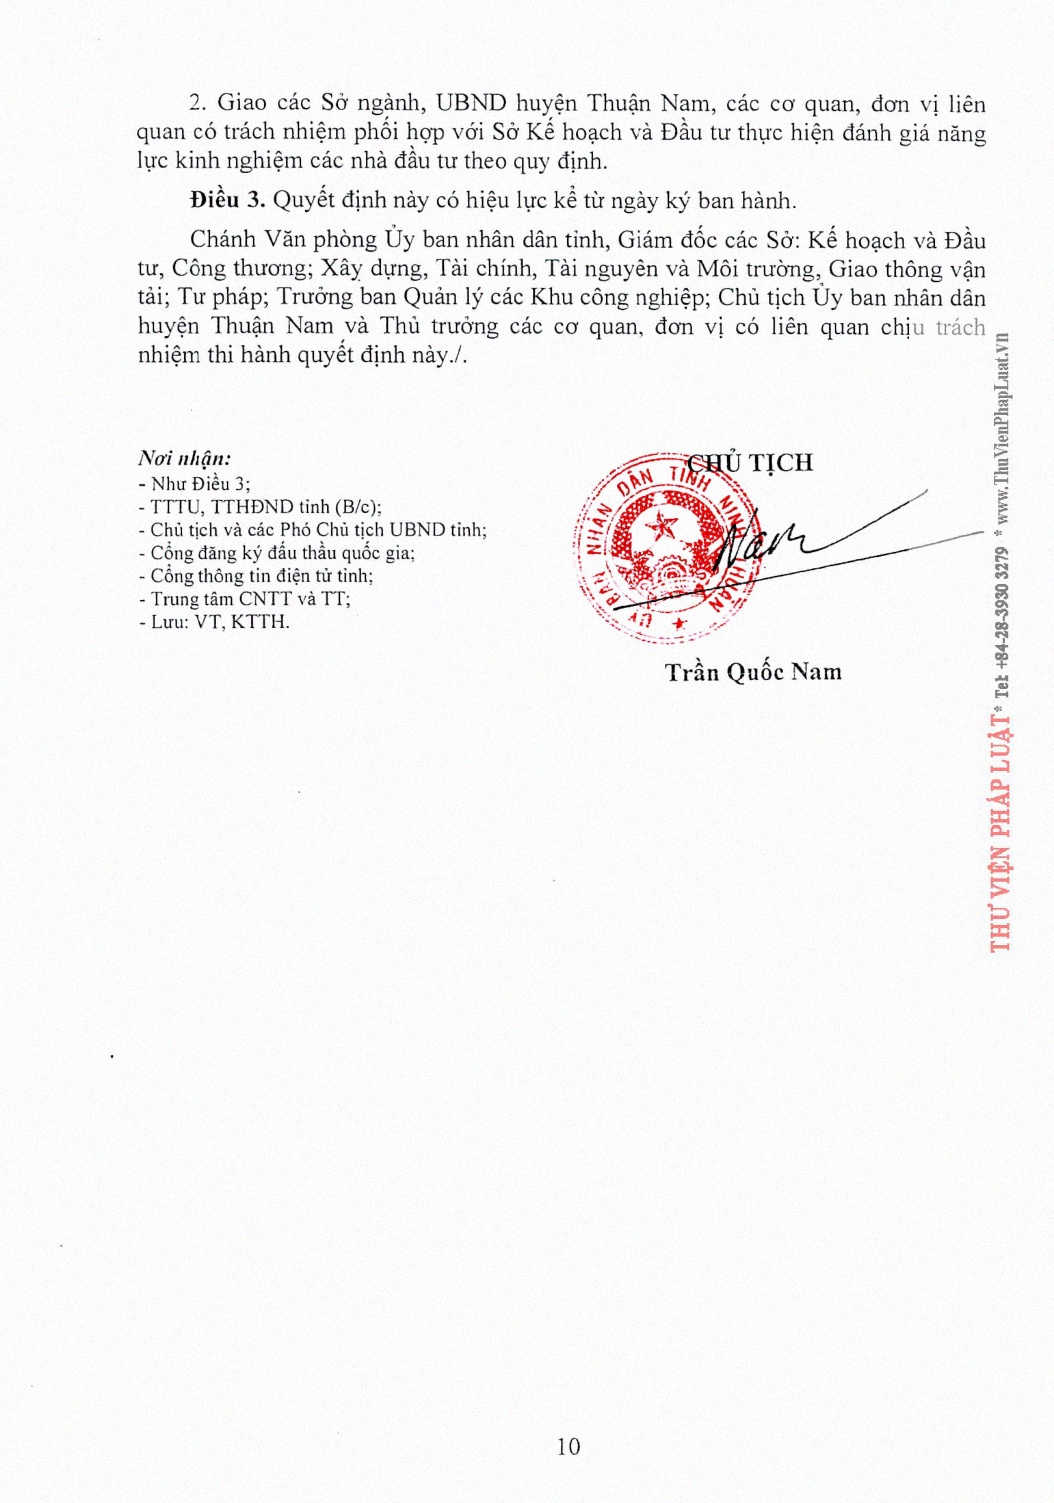 2. Giao các Sở ngành, UBND huyện Thuận Nam, các cơ quan, đơn vị liên
quan có trách nhiệm phối hợp với Sở Kế hoạch và Đầu tư thực hiện đánh giá năng
lực kinh nghiệm các nhà đầu tư theo quy định.
Điều 3. Quyết định này có hiệu lực kể từ ngày ký ban hành.
Chánh Văn phòng Ủy ban nhân dân tỉnh, Giám đốc các Sở: Kế hoạch và Đầu
tư, Công thương; Xây dựng, Tài chính, Tài nguyên và Môi trường, Giao thông vận
tải; Tư pháp; Trưởng ban Quản lý các Khu công nghiệp; Chủ tịch Ủy ban nhân dân
huyện Thuận Nam và Thủ trưởng các cơ quan, đơn vị có liên quan chịu trách
nhiệm thi hành quyết định này./.
Nơi nhận:
- Như Điều 3;
- TTTU, TTHĐND tỉnh (B/c);
- Chủ tịch và các Phó Chủ tịch UBND tỉnh;
- Cổng đăng ký đấu thầu quốc gia;
- Cổng thông tin điện tử tỉnh;
- Trung tâm CNTT và TT;
- Lưu: VT, KTTH.
CHỦ TỊCH
ỦY BAN NHÂN DÂN TỈNH NINH THUẬN
Nam
Trần Quốc Nam
THƯ VIỆN PHÁP LUẬT * Tel: +84-28-3930 3279 * www.ThuVienPhapLuat.vn
10